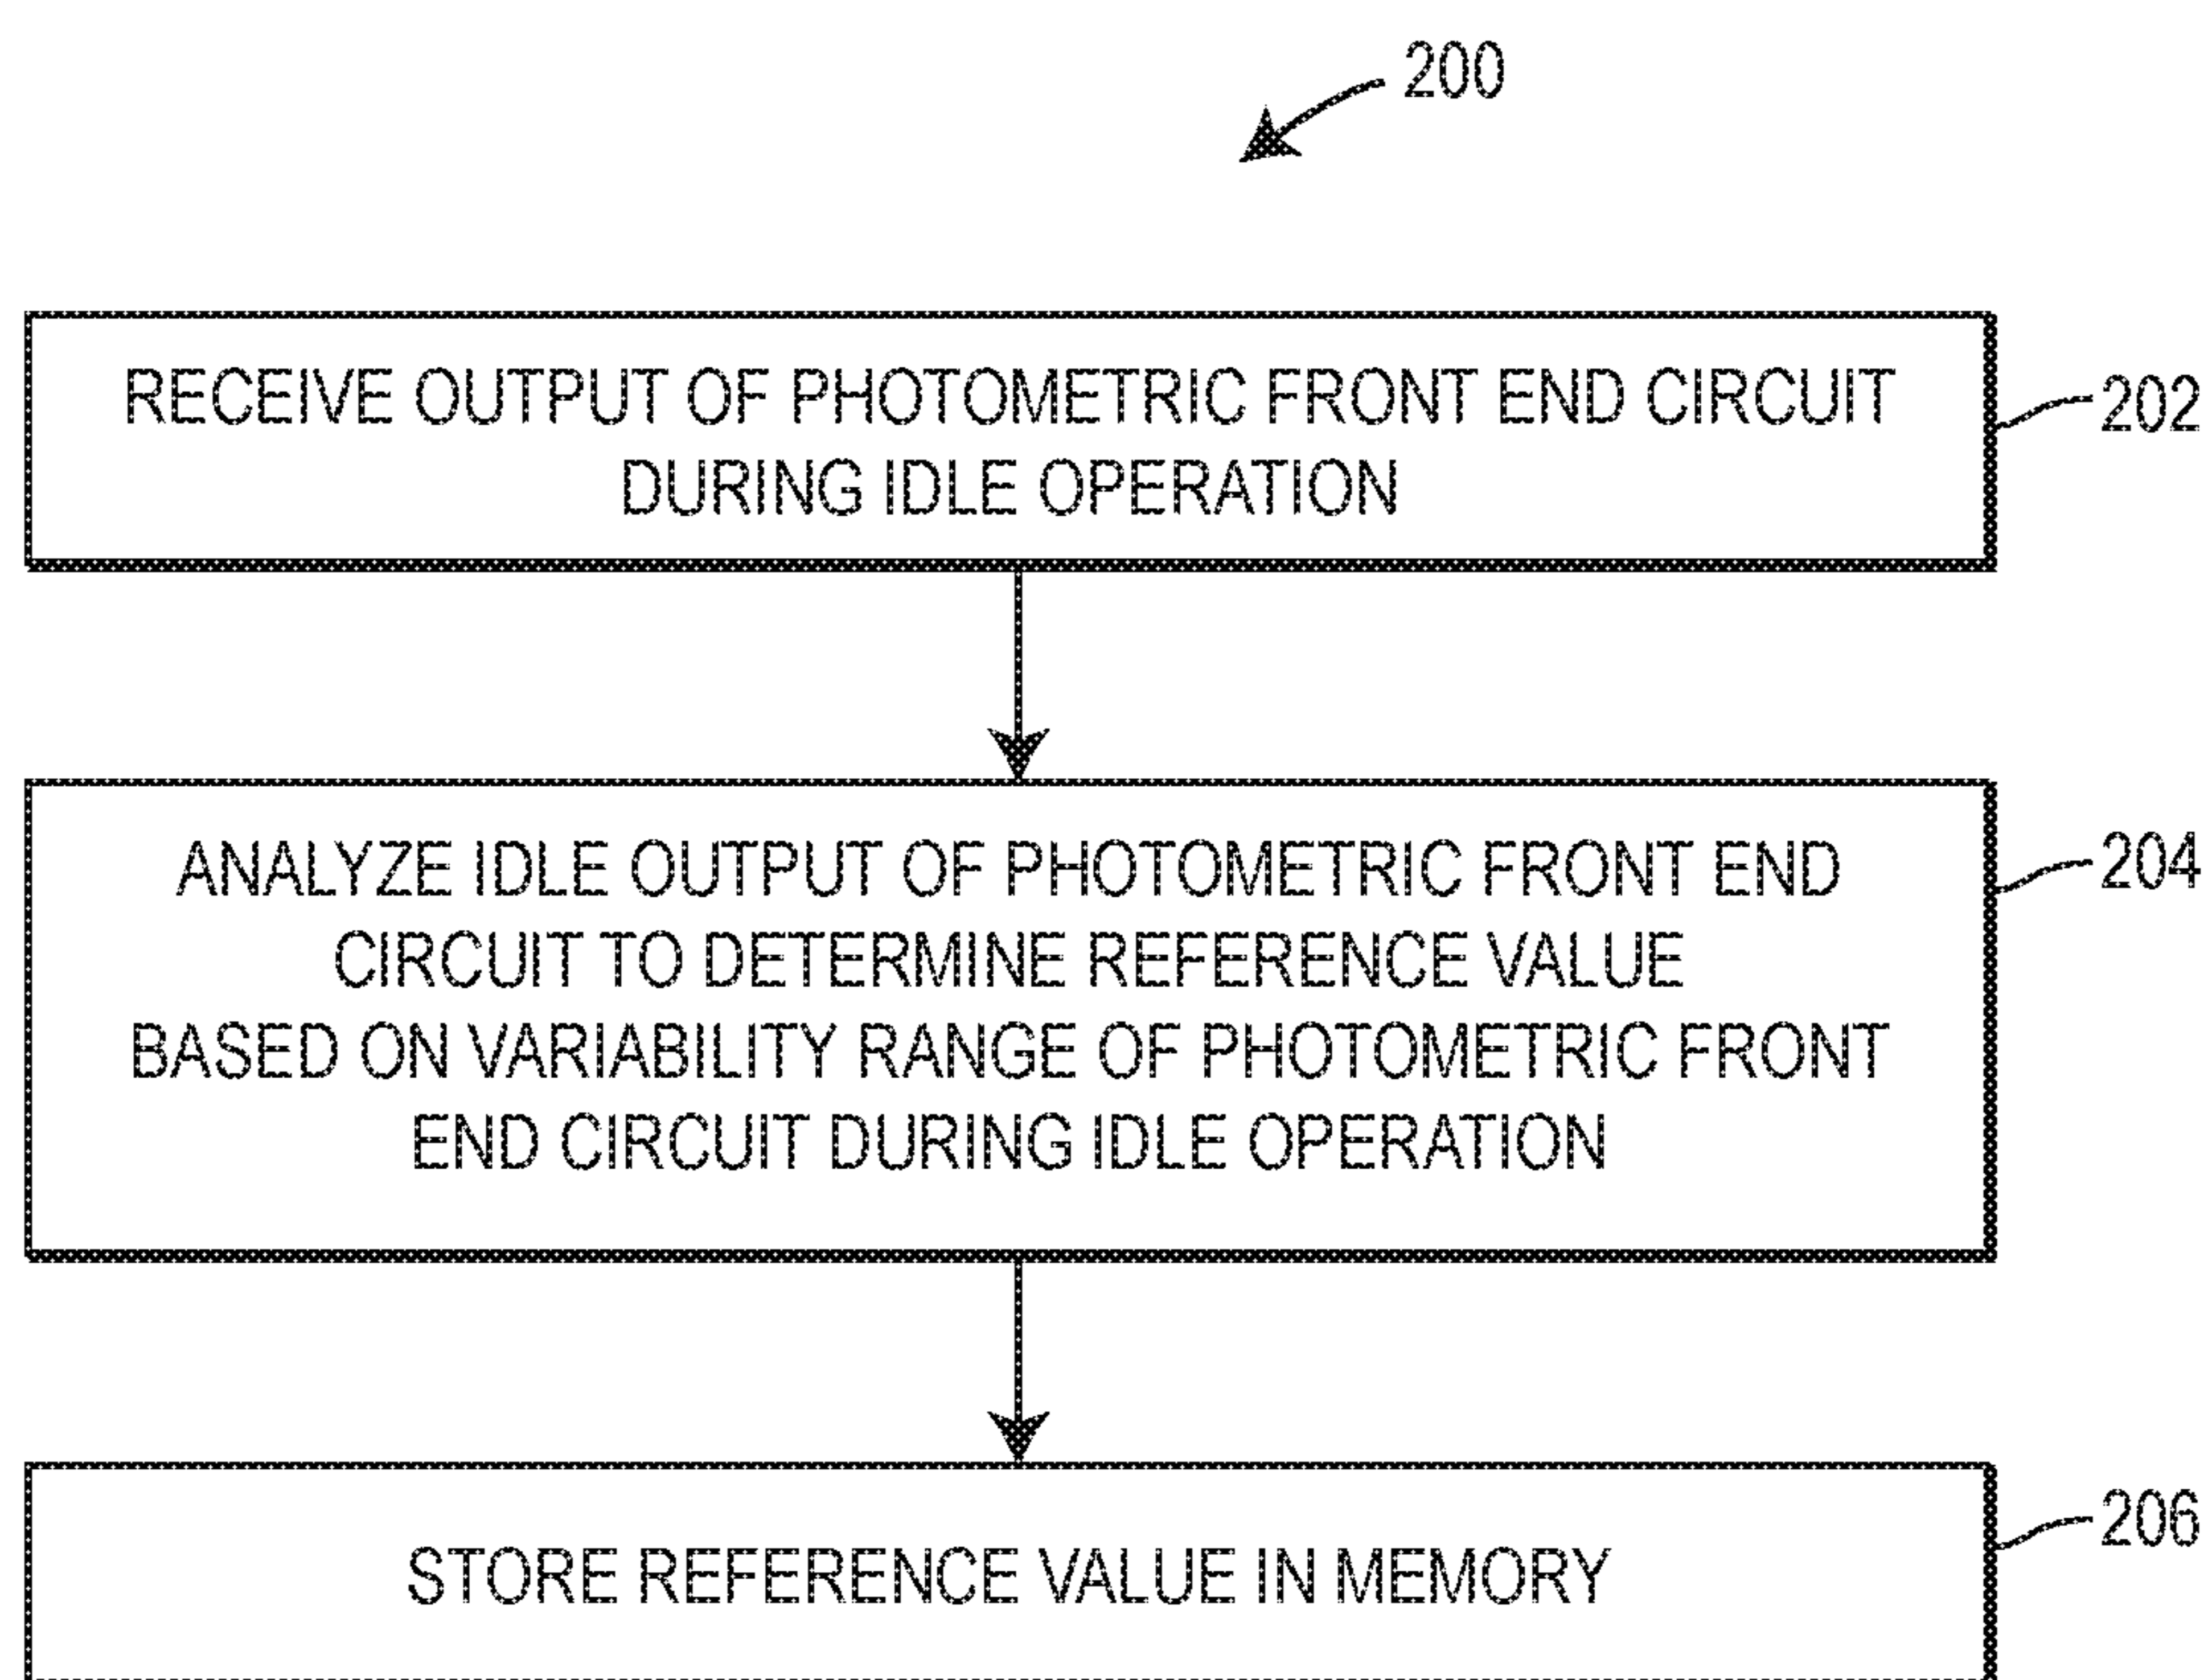 200
RECEIVE OUTPUT OF PHOTOMETRIC FRONT END CIRCUIT
DURING IDLE OPERATION
202
ANALYZE IDLE OUTPUT OF PHOTOMETRIC FRONT END
CIRCUIT TO DETERMINE REFERENCE VALUE
BASED ON VARIABILITY RANGE OF PHOTOMETRIC FRONT
END CIRCUIT DURING IDLE OPERATION
204
STORE REFERENCE VALUE IN MEMORY
206